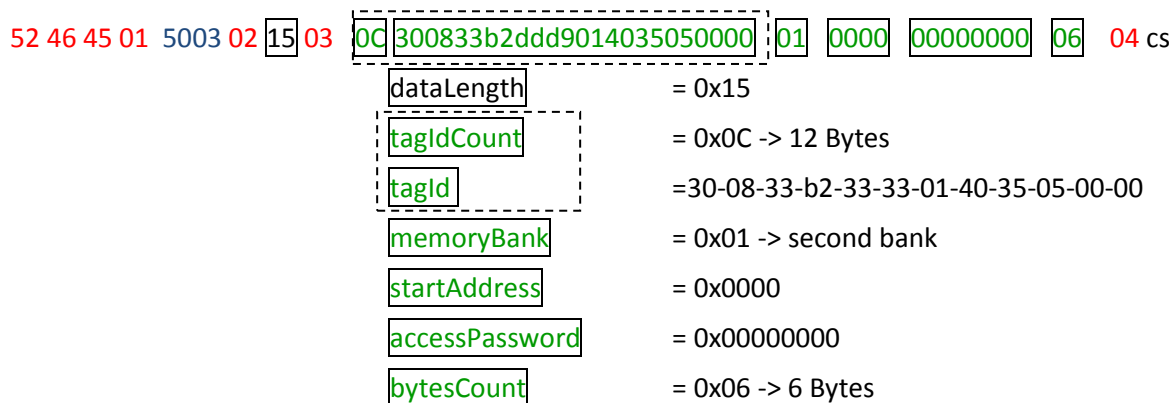 52 46 45 01 5003 02 15 03 0C 300833b2ddd9014035050000 01 0000 00000000 06 04 cs
dataLength = 0x15
tagIdCount = 0x0C -> 12 Bytes
tagId =30-08-33-b2-33-33-01-40-35-05-00-00
memoryBank = 0x01 -> second bank
startAddress = 0x0000
accessPassword = 0x00000000
bytesCount = 0x06 -> 6 Bytes